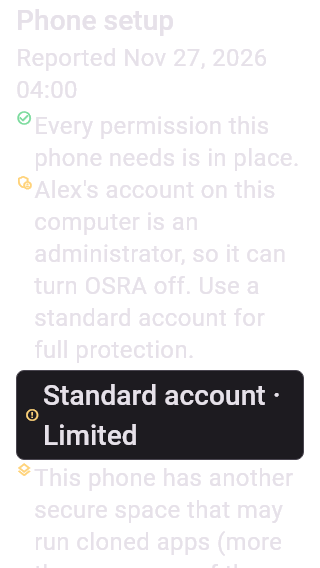 Phone setup
Reported Nov 27, 2026
04:00
Every permission this
phone needs is in place.
Alex's account on this
computer is an
administrator, so it can
turn OSRA off. Use a
standard account for
full protection.
Standard account ·
Limited
This phone has another
secure space that may
run cloned apps (more